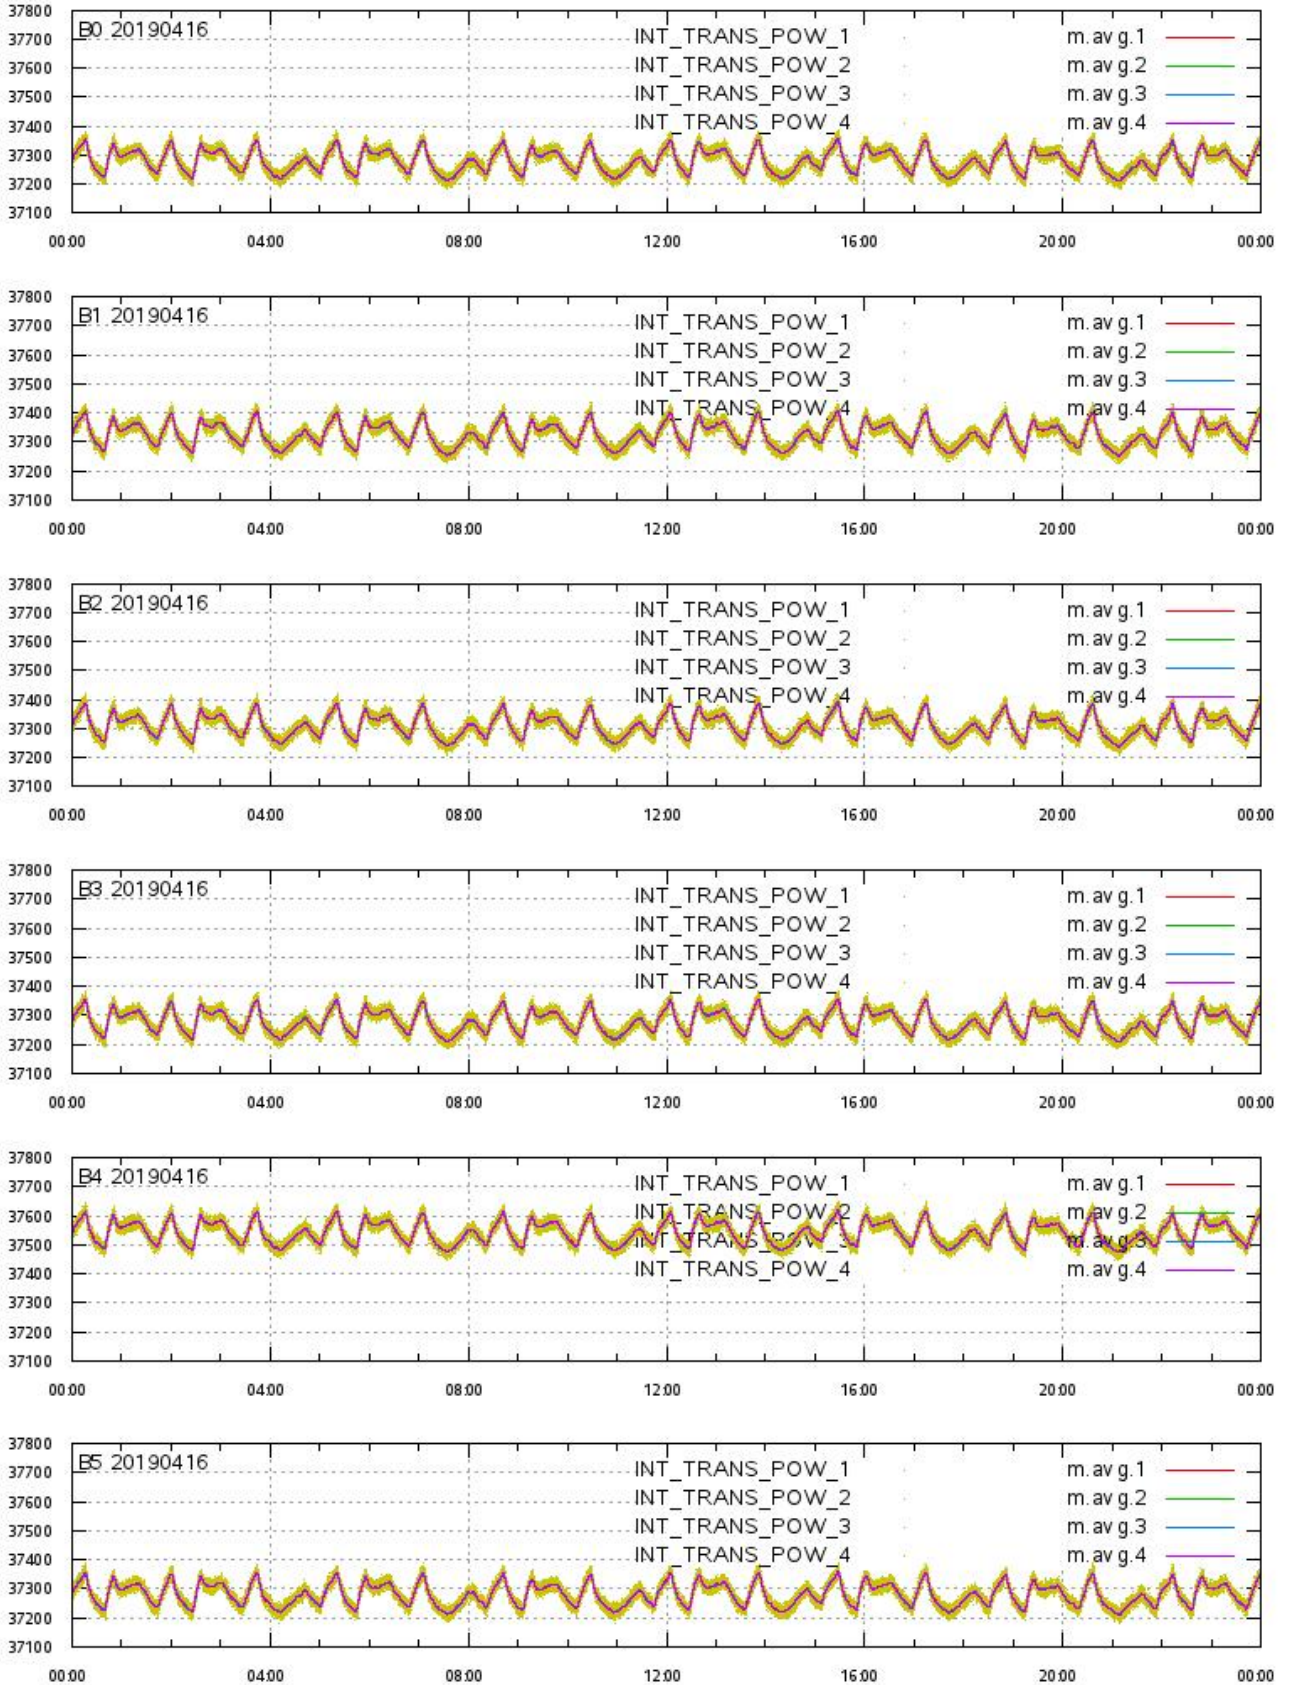 37800
B0 20190416 INT_TRANS_POW_1 m.avg.1
37700
INT_TRANS_POW_2 m.avg.2
37600
INT_TRANS_POW_3 m.avg.3
37500
INT_TRANS_POW_4 m.avg.4
37400
37300
37200
37100
00:00 04:00 08:00 12:00 16:00 20:00 00:00
37800
B1 20190416 INT_TRANS_POW_1 m.avg.1
37700
INT_TRANS_POW_2 m.avg.2
37600
INT_TRANS_POW_3 m.avg.3
37500
INT_TRANS_POW_4 m.avg.4
37400
37300
37200
37100
00:00 04:00 08:00 12:00 16:00 20:00 00:00
37800
B2 20190416 INT_TRANS_POW_1 m.avg.1
37700
INT_TRANS_POW_2 m.avg.2
37600
INT_TRANS_POW_3 m.avg.3
37500
INT_TRANS_POW_4 m.avg.4
37400
37300
37200
37100
00:00 04:00 08:00 12:00 16:00 20:00 00:00
37800
B3 20190416 INT_TRANS_POW_1 m.avg.1
37700
INT_TRANS_POW_2 m.avg.2
37600
INT_TRANS_POW_3 m.avg.3
37500
INT_TRANS_POW_4 m.avg.4
37400
37300
37200
37100
00:00 04:00 08:00 12:00 16:00 20:00 00:00
37800
B4 20190416 INT_TRANS_POW_1 m.avg.1
37700
INT_TRANS_POW_2 m.avg.2
37600
INT_TRANS_POW_3 m.avg.3
37500
INT_TRANS_POW_4 m.avg.4
37400
37300
37200
37100
00:00 04:00 08:00 12:00 16:00 20:00 00:00
37800
B5 20190416 INT_TRANS_POW_1 m.avg.1
37700
INT_TRANS_POW_2 m.avg.2
37600
INT_TRANS_POW_3 m.avg.3
37500
INT_TRANS_POW_4 m.avg.4
37400
37300
37200
37100
00:00 04:00 08:00 12:00 16:00 20:00 00:00